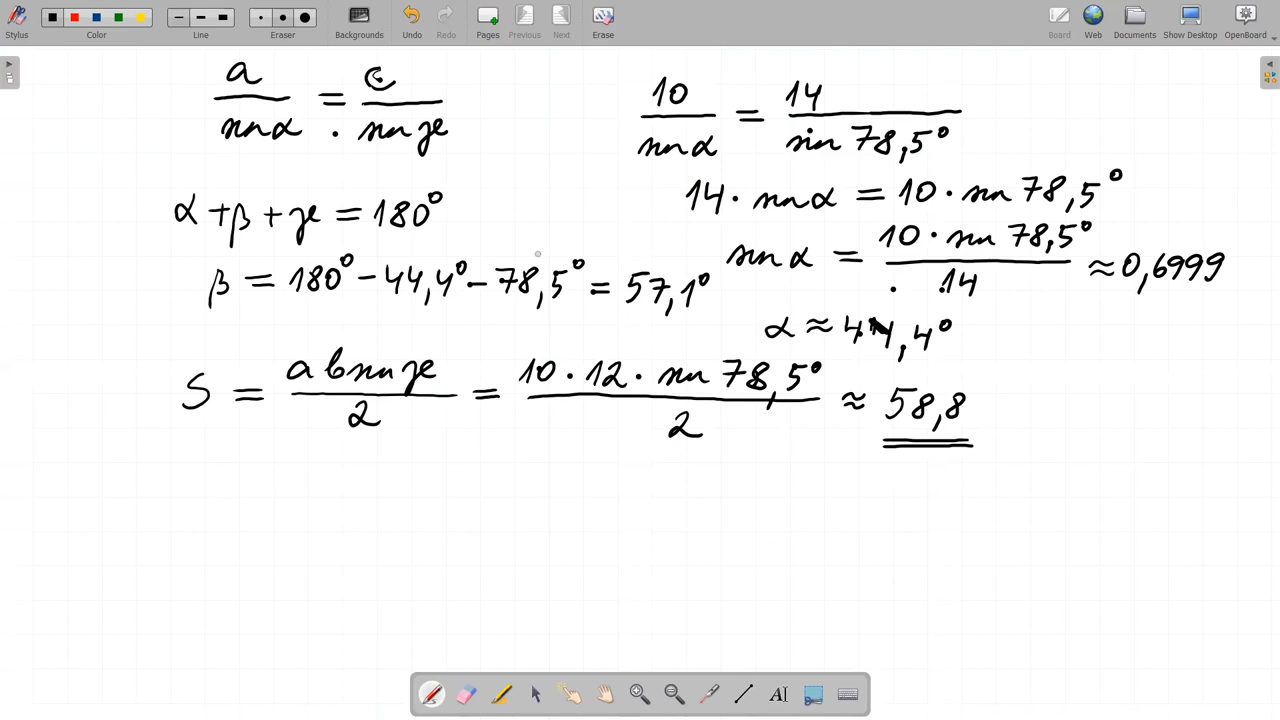 Stylus Color Line Eraser Backgrounds Undo Redo Pages Previous Next Erase Board Web Documents Show Desktop OpenBoard
a/sin α = c/sin γ
10/sin α = 14/sin 78,5°
14 · sin α = 10 · sin 78,5°
α + β + γ = 180°
sin α = 10 · sin 78,5°/14 ≈ 0,6999
β = 180° - 44,4° - 78,5° = 57,1°
α ≈ 44,4°
S = a b sin γ/2 = 10 · 12 · sin 78,5°/2 ≈ 58,8
AI